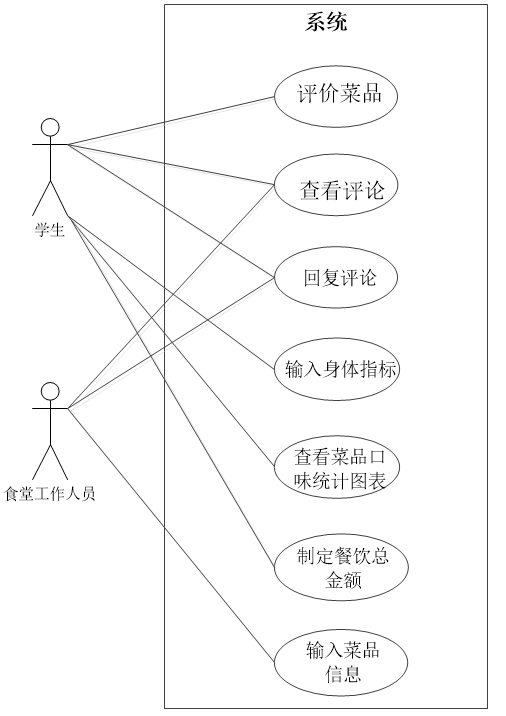 系统
评价菜品
查看评论
学生
回复评论
输入身体指标
食堂工作人员
查看菜品口
味统计图表
制定餐饮总
金额
输入菜品
信息